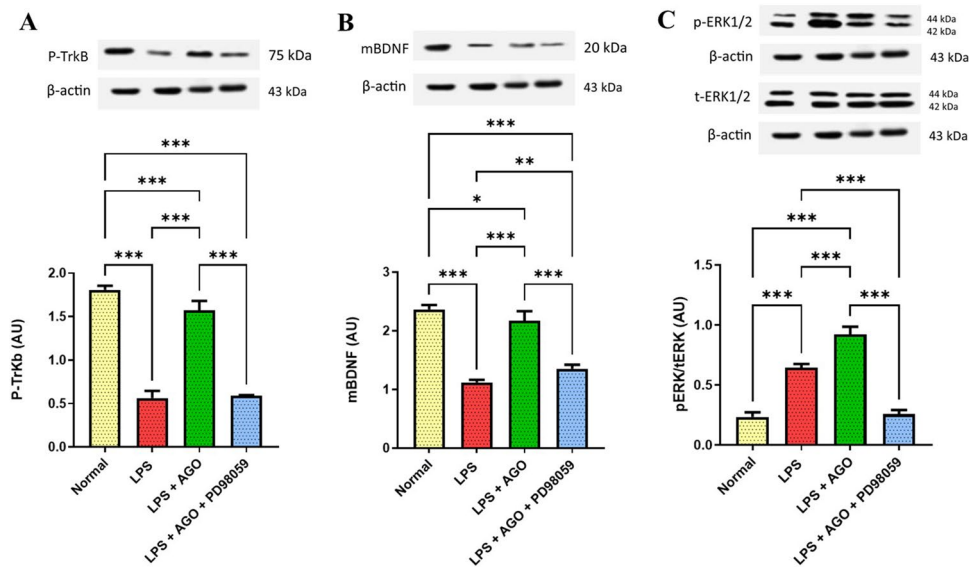 A
P-TrkB
75 kDa
β-actin
43 kDa
***
***
***
***
***
P-TrKb (AU)
2.0
1.5
1.0
0.5
0.0
Normal
LPS
LPS + AGO
LPS + AGO + PD98059
B
mBDNF
20 kDa
β-actin
43 kDa
***
**
*
***
***
***
mBDNF (AU)
3
2
1
0
Normal
LPS
LPS + AGO
LPS + AGO + PD98059
C
p-ERK1/2
44 kDa
42 kDa
β-actin
43 kDa
t-ERK1/2
44 kDa
42 kDa
β-actin
43 kDa
***
***
***
***
***
pERK/tERK (AU)
1.5
1.0
0.5
0.0
Normal
LPS
LPS + AGO
LPS + AGO + PD98059